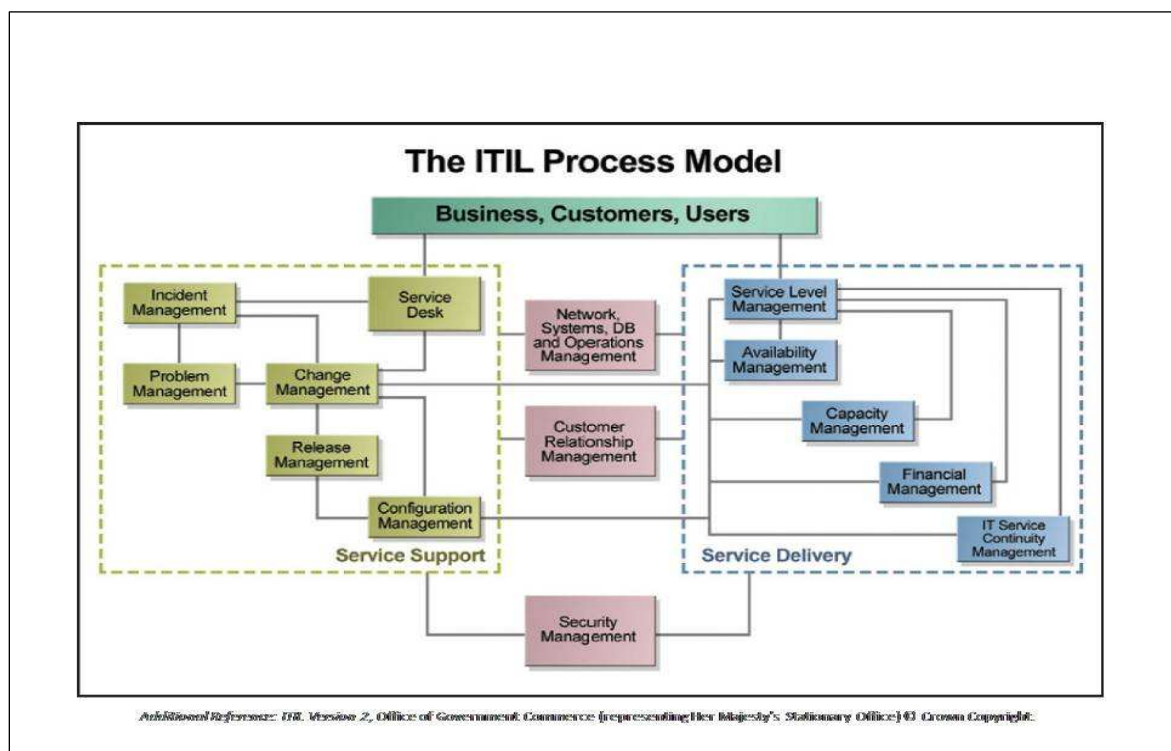 The ITIL Process Model
Business, Customers, Users
Incident
Management
Service
Desk
Problem
Management
Change
Management
Release
Management
Configuration
Management
Service Support
Network,
Systems, DB
and Operations
Management
Customer
Relationship
Management
Service Level
Management
Availability
Management
Capacity
Management
Financial
Management
IT Service
Continuity
Management
Service Delivery
Security
Management
Additional Reference: ITIL Version 2, Office of Government Commerce (representing Her Majesty's Stationary Office) © Crown Copyright.